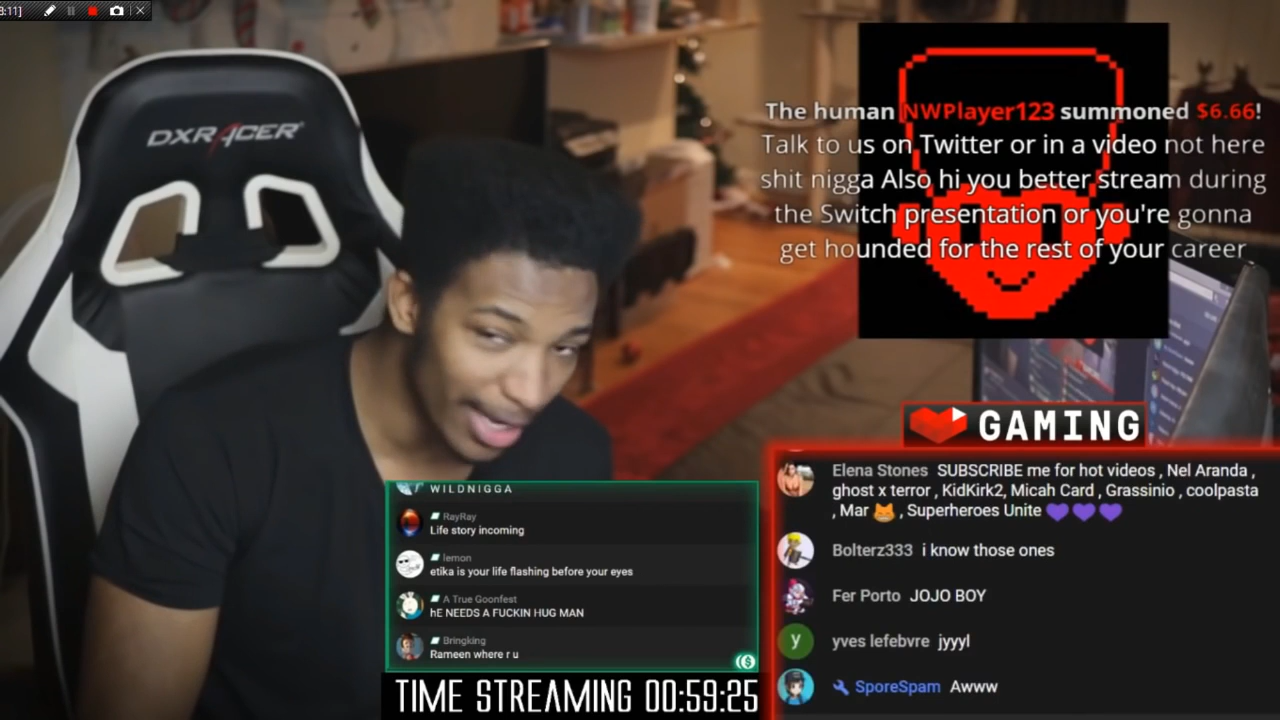 3:11]
DXRACER
The human NWPlayer123 summoned $6.66!
Talk to us on Twitter or in a video not here
shit nigga Also hi you better stream during
the Switch presentation or you're gonna
get hounded for the rest of your career
GAMING
Elena Stones SUBSCRIBE me for hot videos , Nel Aranda ,
ghost x terror , KidKirk2, Micah Card , Grassinio , coolpasta
, Mar 😸 , Superheroes Unite 💜💜💜
Bolterz333 i know those ones
Fer Porto JOJO BOY
y
yves lefebvre jyyyl
SporeSpam Awww
WILDNIGGA
RayRay
Life story incoming
lemon
etika is your life flashing before your eyes
A True Goonfest
hE NEEDS A FUCKIN HUG MAN
Bringking
Rameen where r u
TIME STREAMING 00:59:25